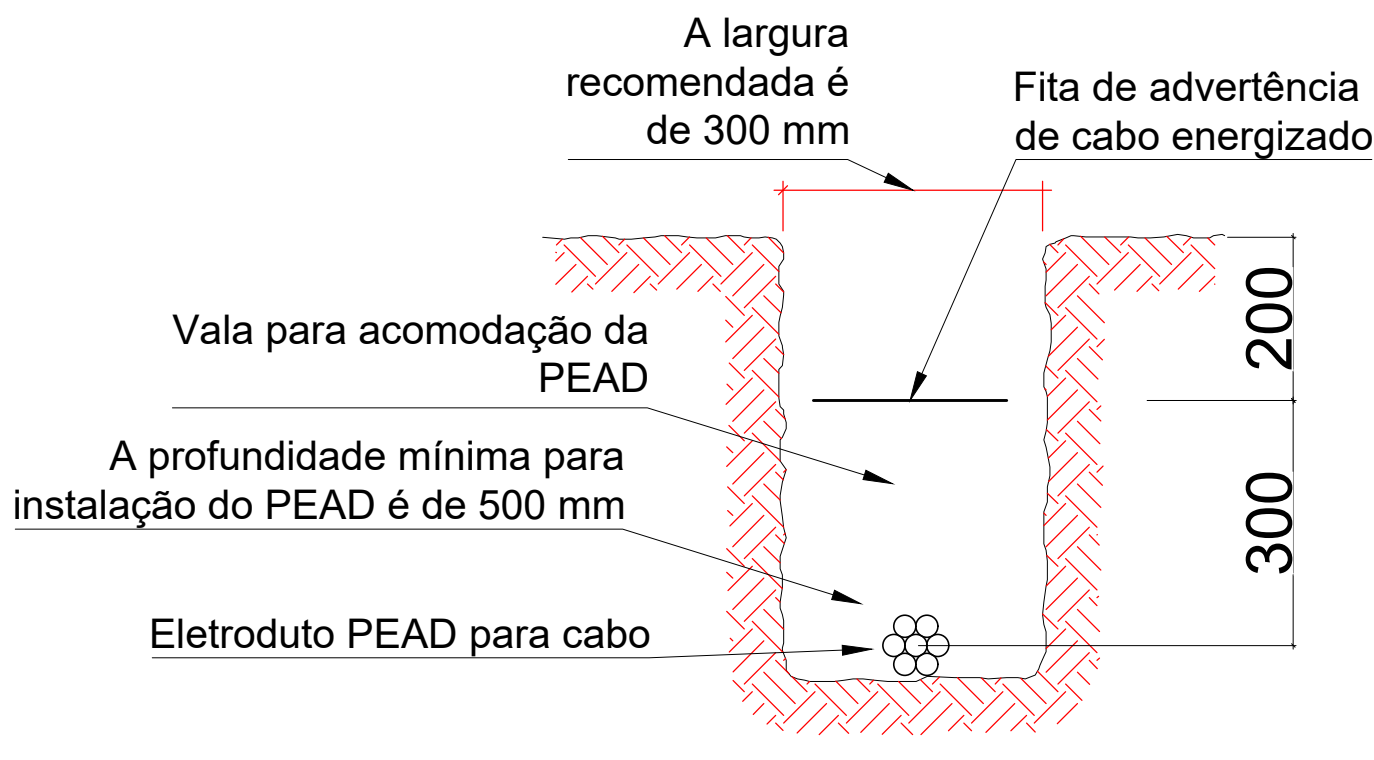 A largura
recomendada é
de 300 mm
Fita de advertência
de cabo energizado
200
Vala para acomodação da
PEAD
A profundidade mínima para
instalação do PEAD é de 500 mm
300
Eletroduto PEAD para cabo